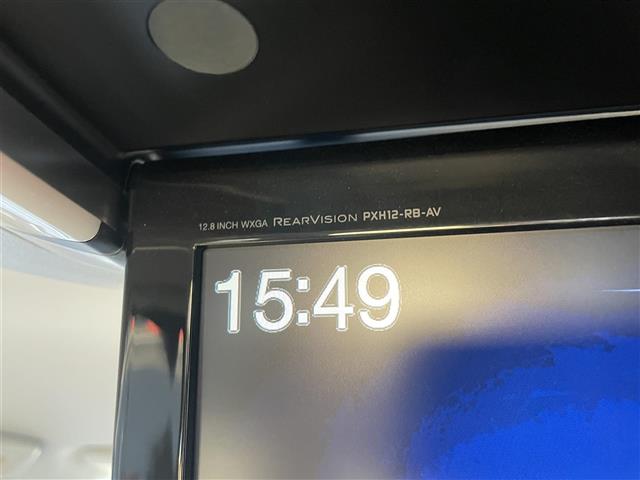 12.8 INCH WXGA REARVISION PXH12-RB-AV
15:49